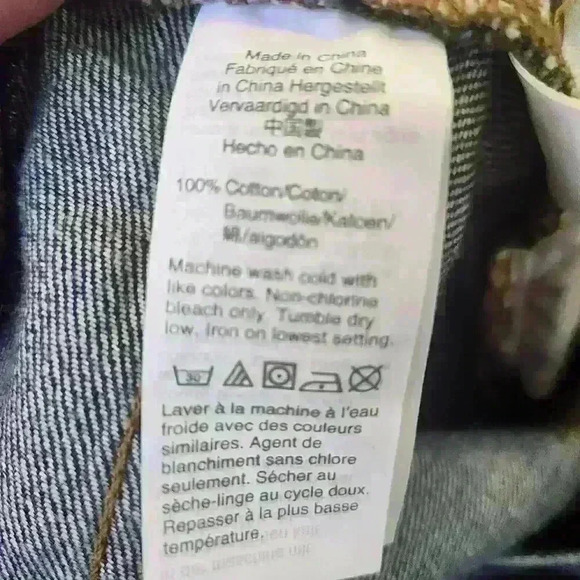 Made in china
Fabriqué en Chine
in China Hergestellt
Vervaardigd in China
中国製
Hecho en China
100% Cotton/Coton/
Baumwolle/Katoen/
綿/algodón
Machine wash cold with
like colors. Non-chlorine
bleach only. Tumble dry
low. Iron on lowest setting.
30
Laver à la machine à l'eau
froide avec des couleurs
similaires. Agent de
blanchiment sans chlore
seulement. Sécher au
sèche-linge au cycle doux.
Repasser à la plus basse
température.